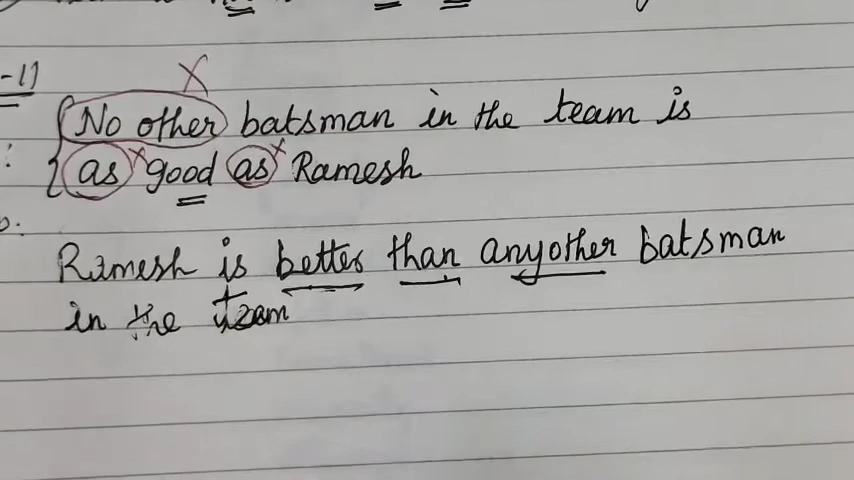 -1)
No other batsman in the team is
as good as Ramesh
Ramesh is better than anyother batsman
in the team